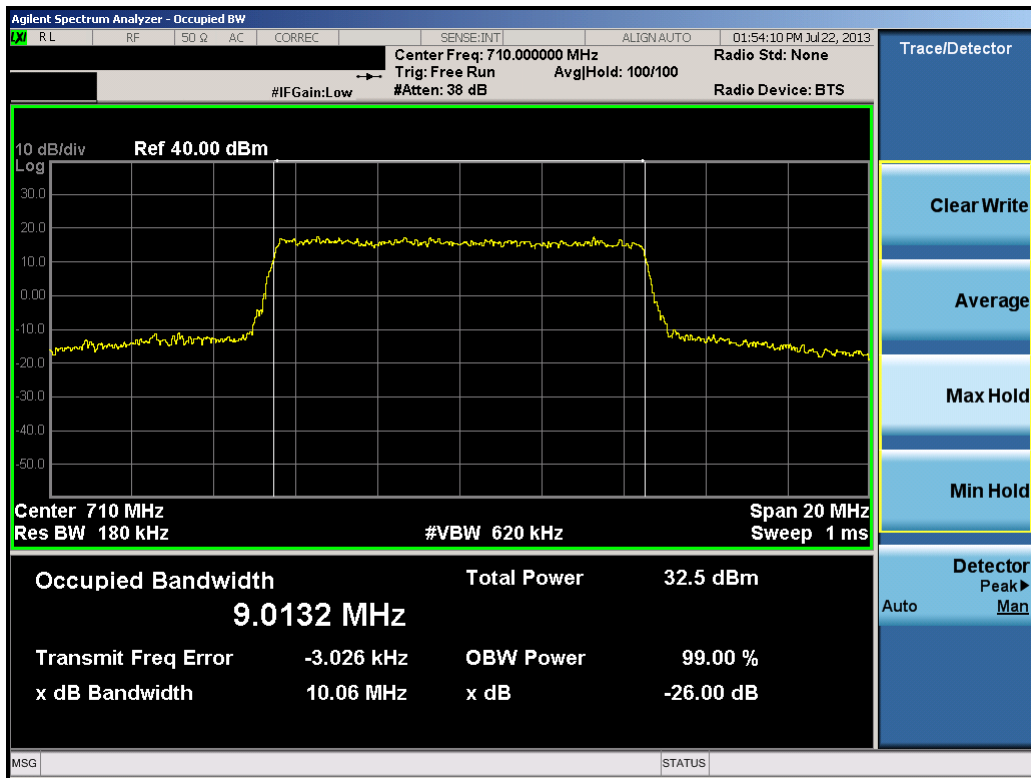 Agilent Spectrum Analyzer - Occupied BW
LXI RL RF 50 Ω AC CORREC SENSE:INT ALIGN AUTO 01:54:10 PM Jul 22, 2013
Center Freq: 710.000000 MHz Radio Std: None
Trig: Free Run Avg|Hold: 100/100
#IFGain:Low #Atten: 38 dB Radio Device: BTS
10 dB/div Ref 40.00 dBm
Log
30.0
20.0
10.0
0.00
-10.0
-20.0
-30.0
-40.0
-50.0
Center 710 MHz Span 20 MHz
Res BW 180 kHz #VBW 620 kHz Sweep 1 ms
Occupied Bandwidth Total Power 32.5 dBm
9.0132 MHz
Transmit Freq Error -3.026 kHz OBW Power 99.00 %
x dB Bandwidth 10.06 MHz x dB -26.00 dB
MSG STATUS
Trace/Detector
Clear Write
Average
Max Hold
Min Hold
Detector
Peak▶
Auto Man